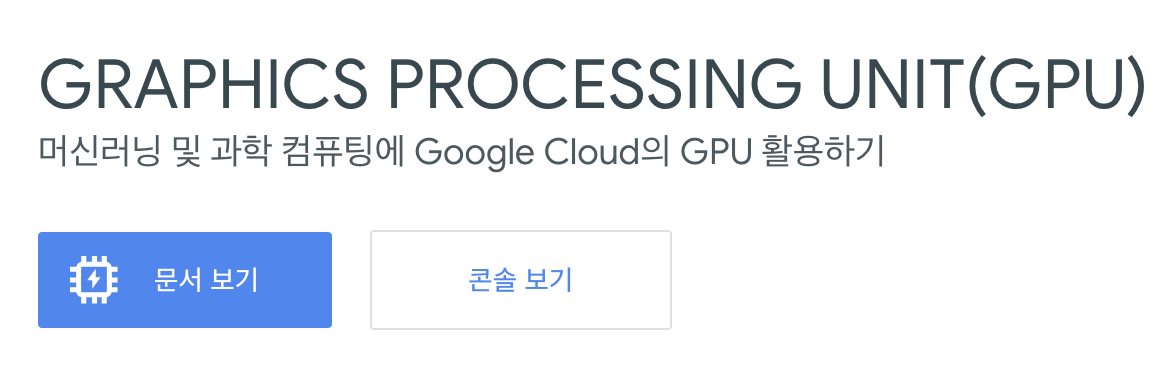 GRAPHICS PROCESSING UNIT(GPU)
머신러닝 및 과학 컴퓨팅에 Google Cloud의 GPU 활용하기
문서 보기
콘솔 보기